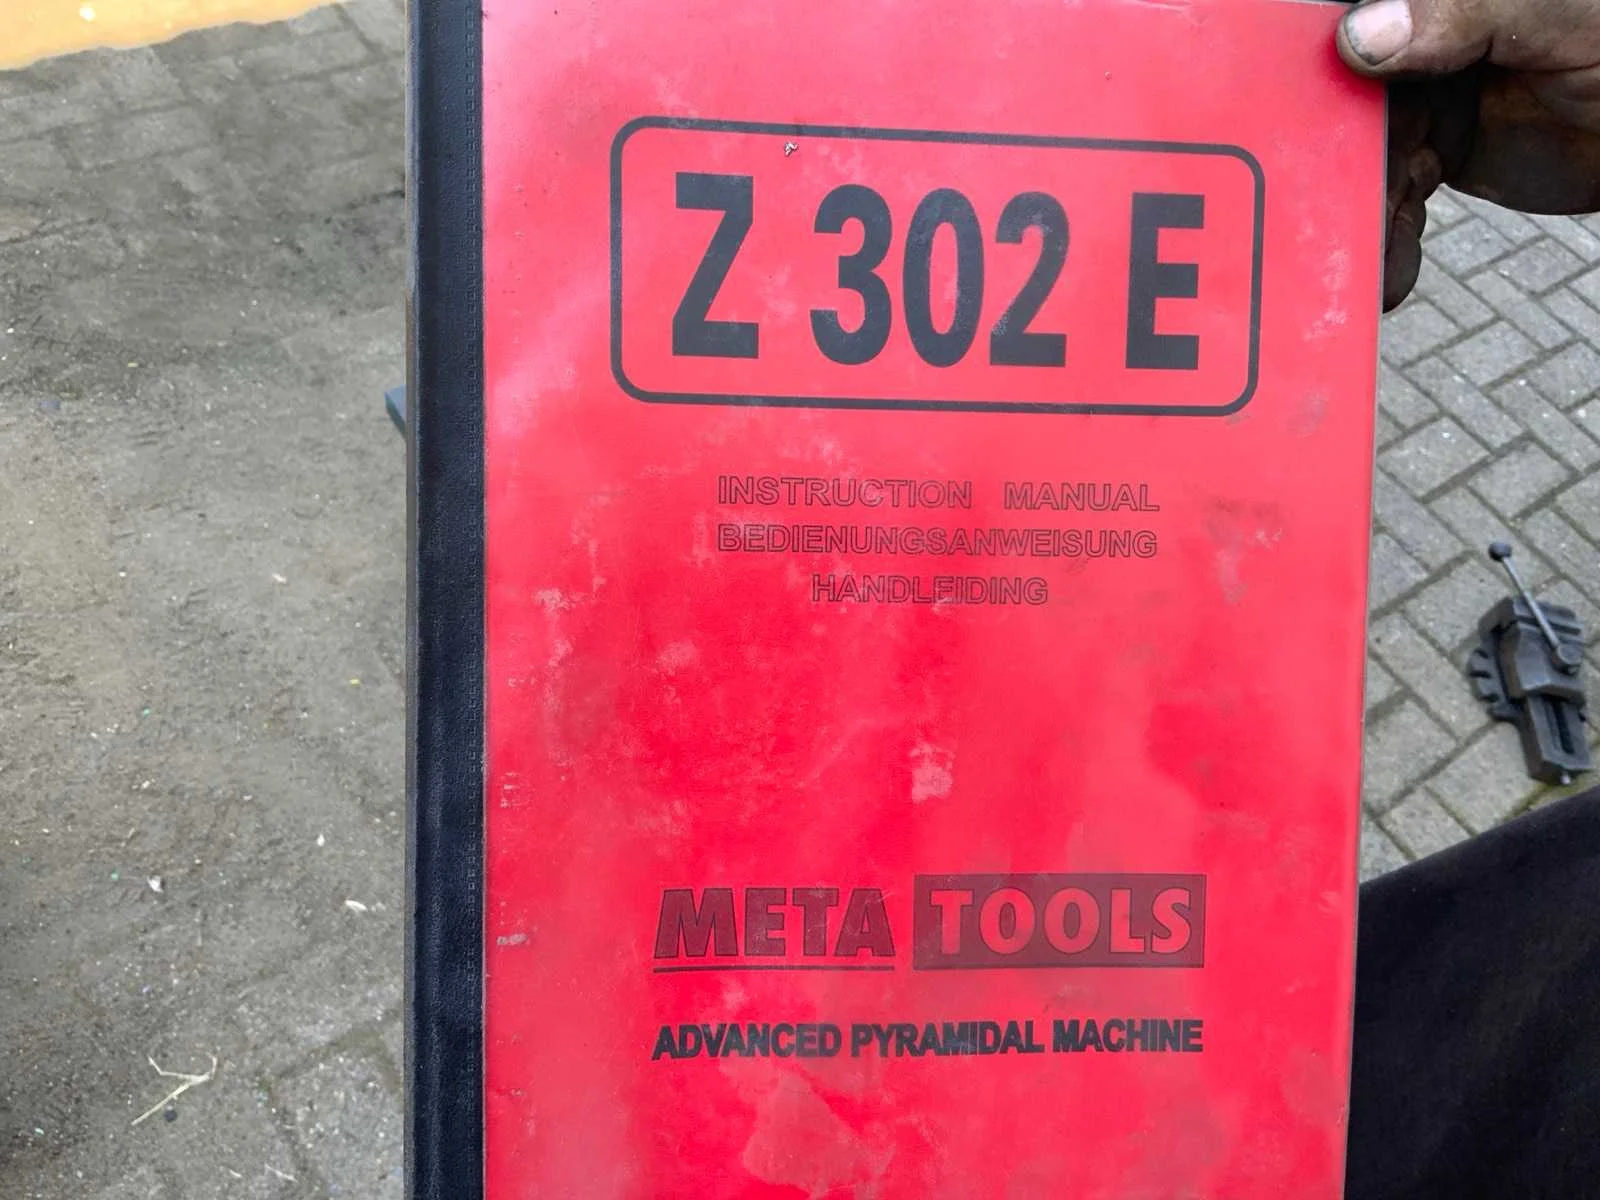 Z 302 E
INSTRUCTION MANUAL
BEDIENUNGSANWEISUNG
HANDLEIDING
META TOOLS
ADVANCED PYRAMIDAL MACHINE